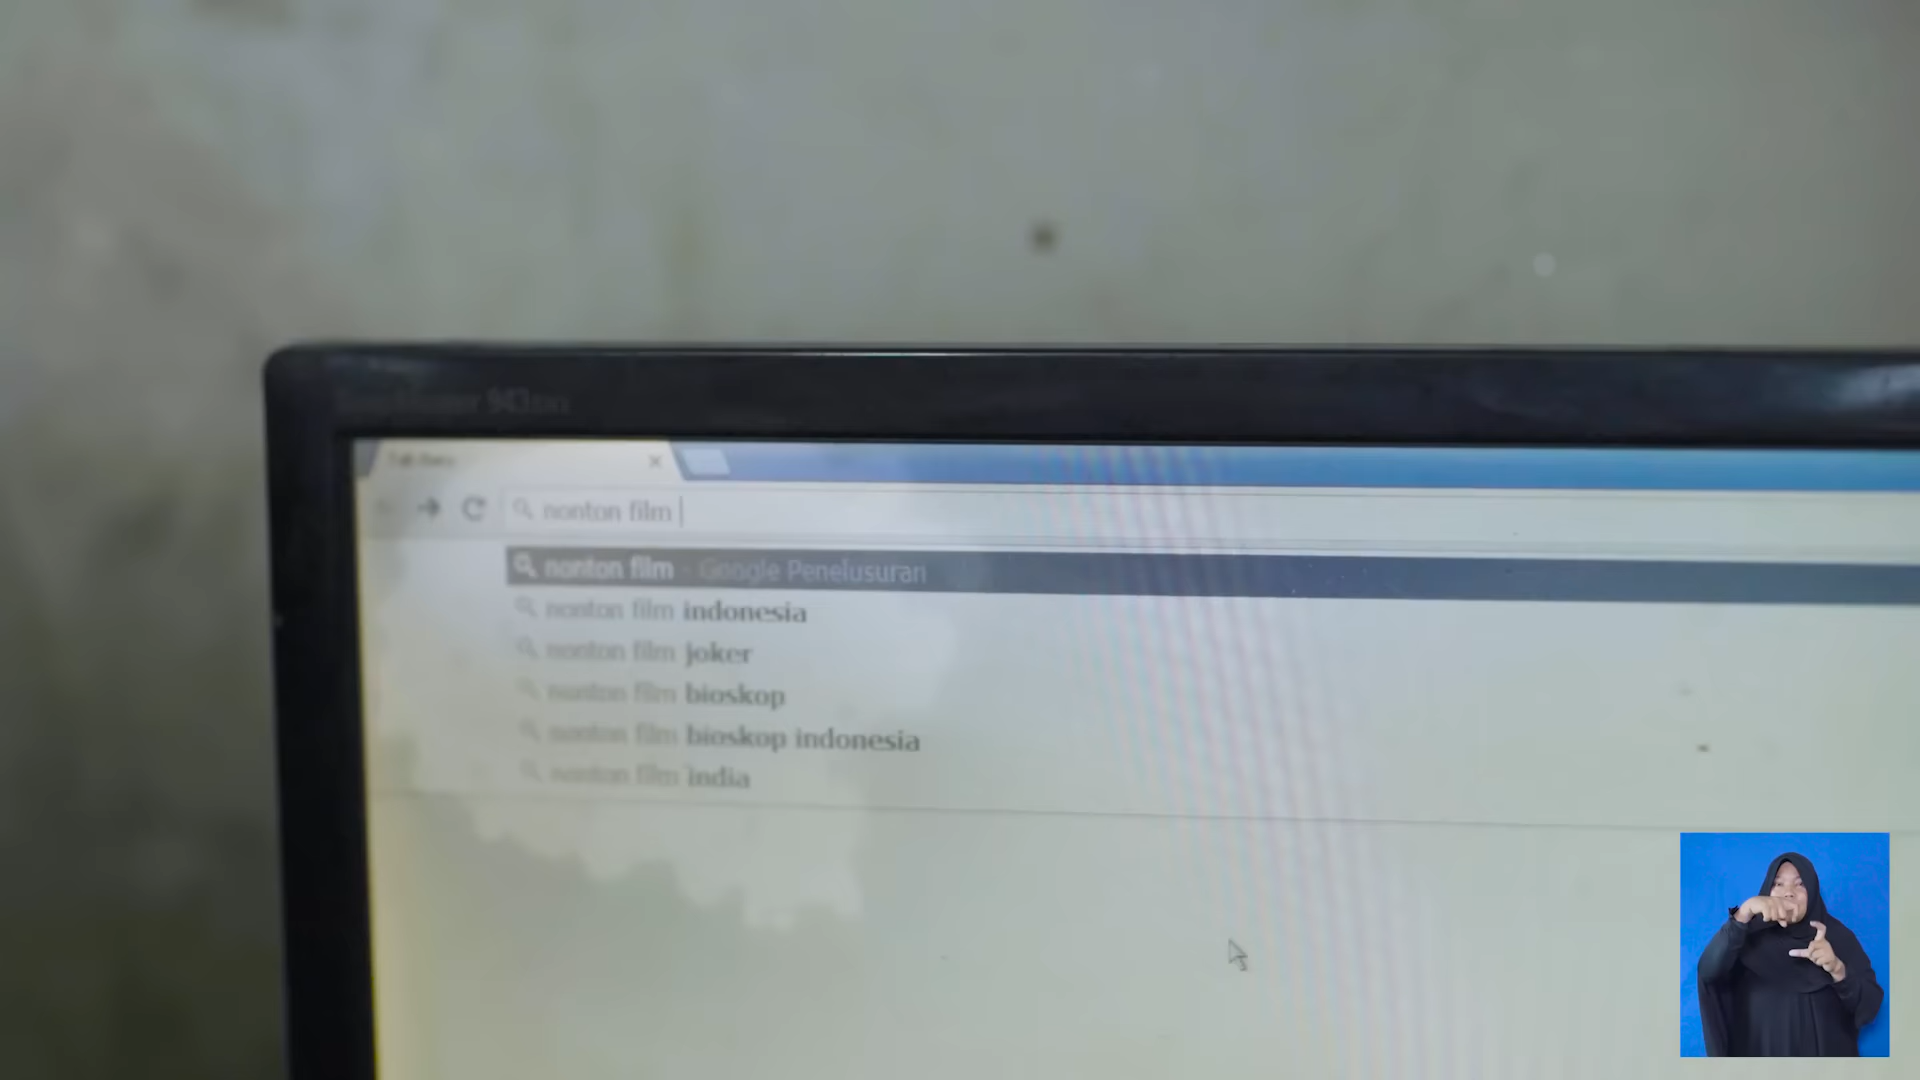 nonton film
nonton film - Google Penelusuran
nonton film indonesia
nonton film joker
nonton film bioskop
nonton film bioskop indonesia
nonton film india